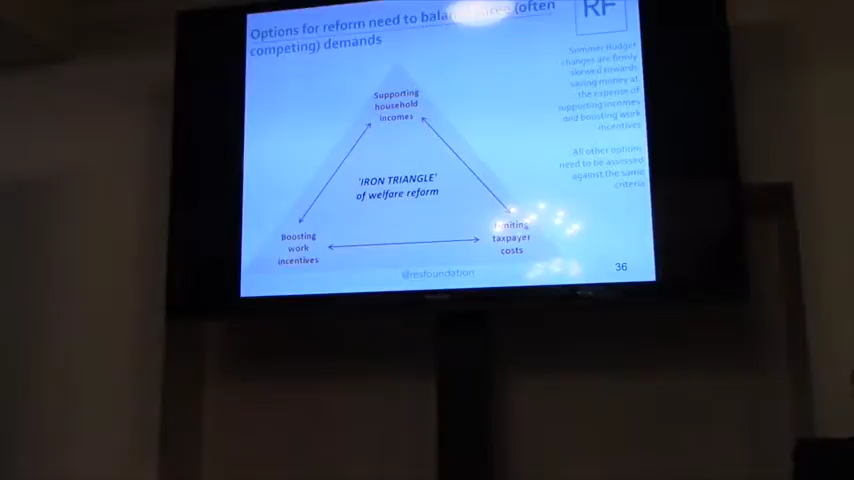 Options for reform need to (often
competing) demands
RF
Summer Budget
changes are firmly
skewed towards
saving money at
the expense of
supporting incomes
and boosting work
incentives
All other options
need to be assessed
against the same
criteria
Supporting
household
incomes
'IRON TRIANGLE'
of welfare reform
Boosting
work
incentives
Limiting
taxpayer
costs
@resfoundation
36